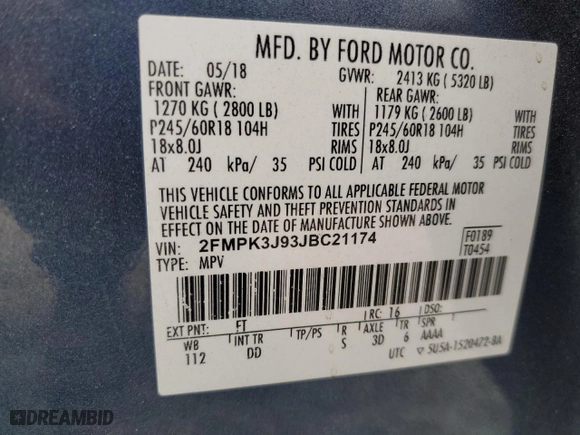 MFD. BY FORD MOTOR CO.
DATE: 05/18 GVWR: 2413 KG ( 5320 LB)
FRONT GAWR: REAR GAWR:
1270 KG ( 2800 LB) WITH 1179 KG ( 2600 LB) WITH
P245/60R18 104H TIRES P245/60R18 104H TIRES
18x8.0J RIMS 18x8.0J RIMS
AT 240 kPa/ 35 PSI COLD AT 240 kPa/ 35 PSI COLD
THIS VEHICLE CONFORMS TO ALL APPLICABLE FEDERAL MOTOR
VEHICLE SAFETY AND THEFT PREVENTION STANDARDS IN
EFFECT ON THE DATE OF MANUFACTURE SHOWN ABOVE.
VIN: 2FMPK3J93JBC21174 F0189
TYPE: MPV T0454
EXT PNT: FT RC: 16 DSO:
WB INT TR TP/PS R AXLE TR SPR
112 DD S 3D 6 AAAA
UTC ▽ 5U5A-1520472-BA
DREAMBID